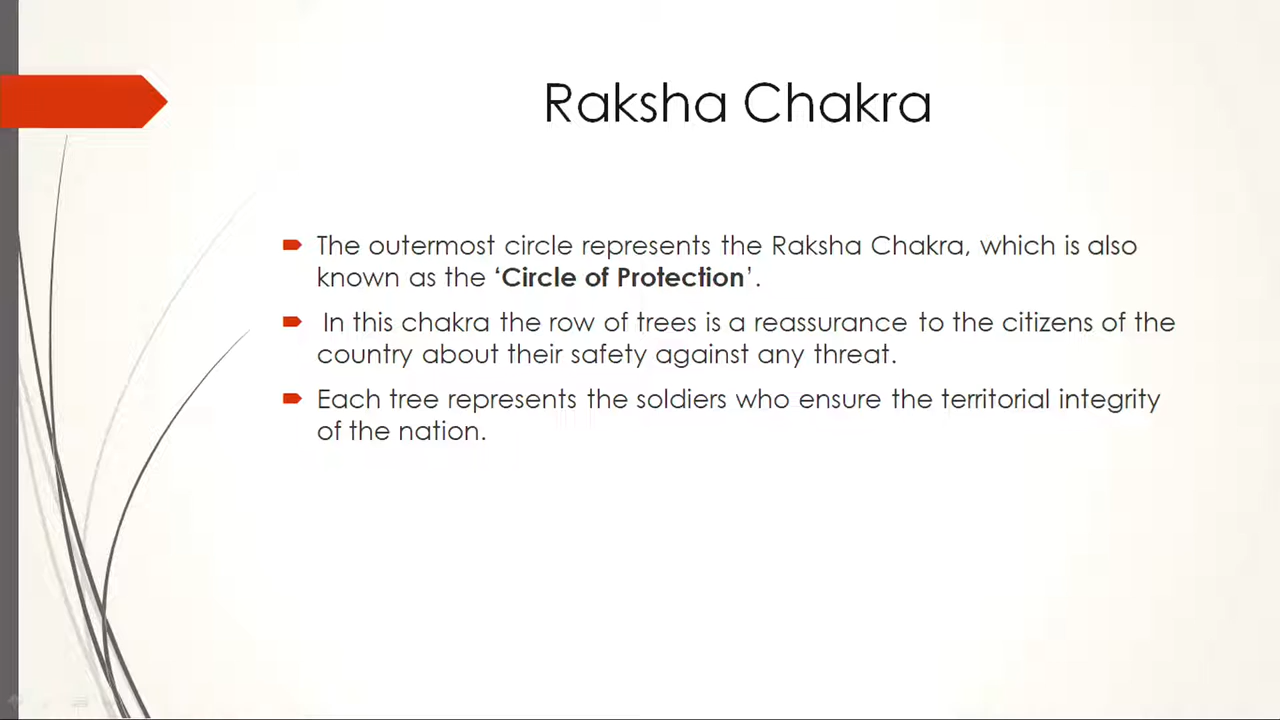 Raksha Chakra
The outermost circle represents the Raksha Chakra, which is also
known as the ‘Circle of Protection’.
In this chakra the row of trees is a reassurance to the citizens of the
country about their safety against any threat.
Each tree represents the soldiers who ensure the territorial integrity
of the nation.